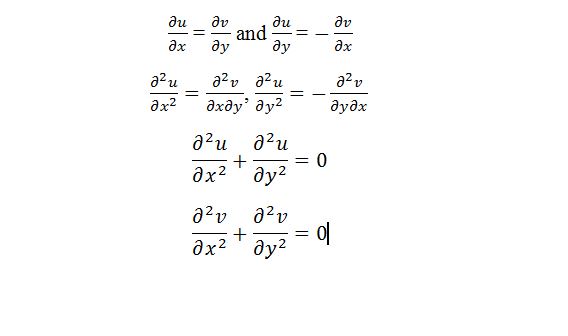 ∂u/∂x = ∂v/∂y and ∂u/∂y = − ∂v/∂x
∂²u/∂x² = ∂²v/∂x∂y, ∂²u/∂y² = − ∂²v/∂y∂x
∂²u/∂x² + ∂²u/∂y² = 0
∂²v/∂x² + ∂²v/∂y² = 0